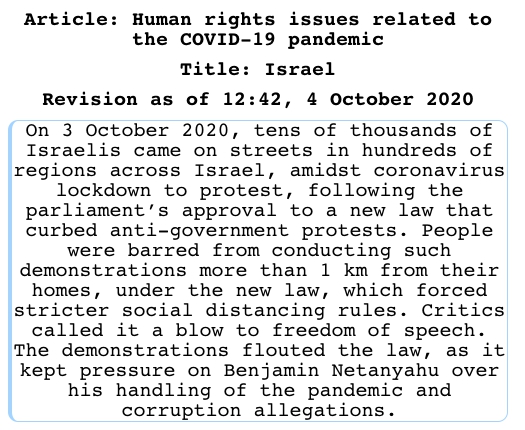 Article: Human rights issues related to
the COVID-19 pandemic
Title: Israel
Revision as of 12:42, 4 October 2020
On 3 October 2020, tens of thousands of
Israelis came on streets in hundreds of
regions across Israel, amidst coronavirus
lockdown to protest, following the
parliament's approval to a new law that
curbed anti-government protests. People
were barred from conducting such
demonstrations more than 1 km from their
homes, under the new law, which forced
stricter social distancing rules. Critics
called it a blow to freedom of speech.
The demonstrations flouted the law, as it
kept pressure on Benjamin Netanyahu over
his handling of the pandemic and
corruption allegations.